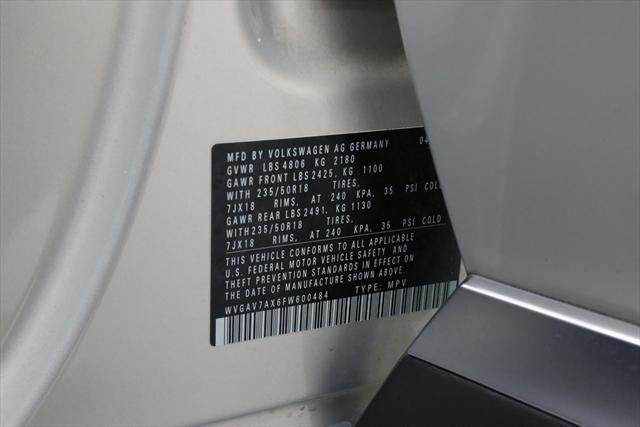 MFD BY VOLKSWAGEN AG GERMANY 04
GVWR LBS 4806 KG 2180
GAWR FRONT LBS 2425, KG 1100
WITH 235/50R18 TIRES,
7JX18 RIMS, AT 240 KPA, 35 PSI COLD
GAWR REAR LBS 2491, KG 1130
WITH 235/50R18 TIRES,
7JX18 RIMS, AT 240 KPA, 35 PSI COLD
THIS VEHICLE CONFORMS TO ALL APPLICABLE
U.S. FEDERAL MOTOR VEHICLE SAFETY AND
THEFT PREVENTION STANDARDS IN EFFECT ON
THE DATE OF MANUFACTURE SHOWN ABOVE.
WVGAV7AX6FW600484 TYPE: MPV